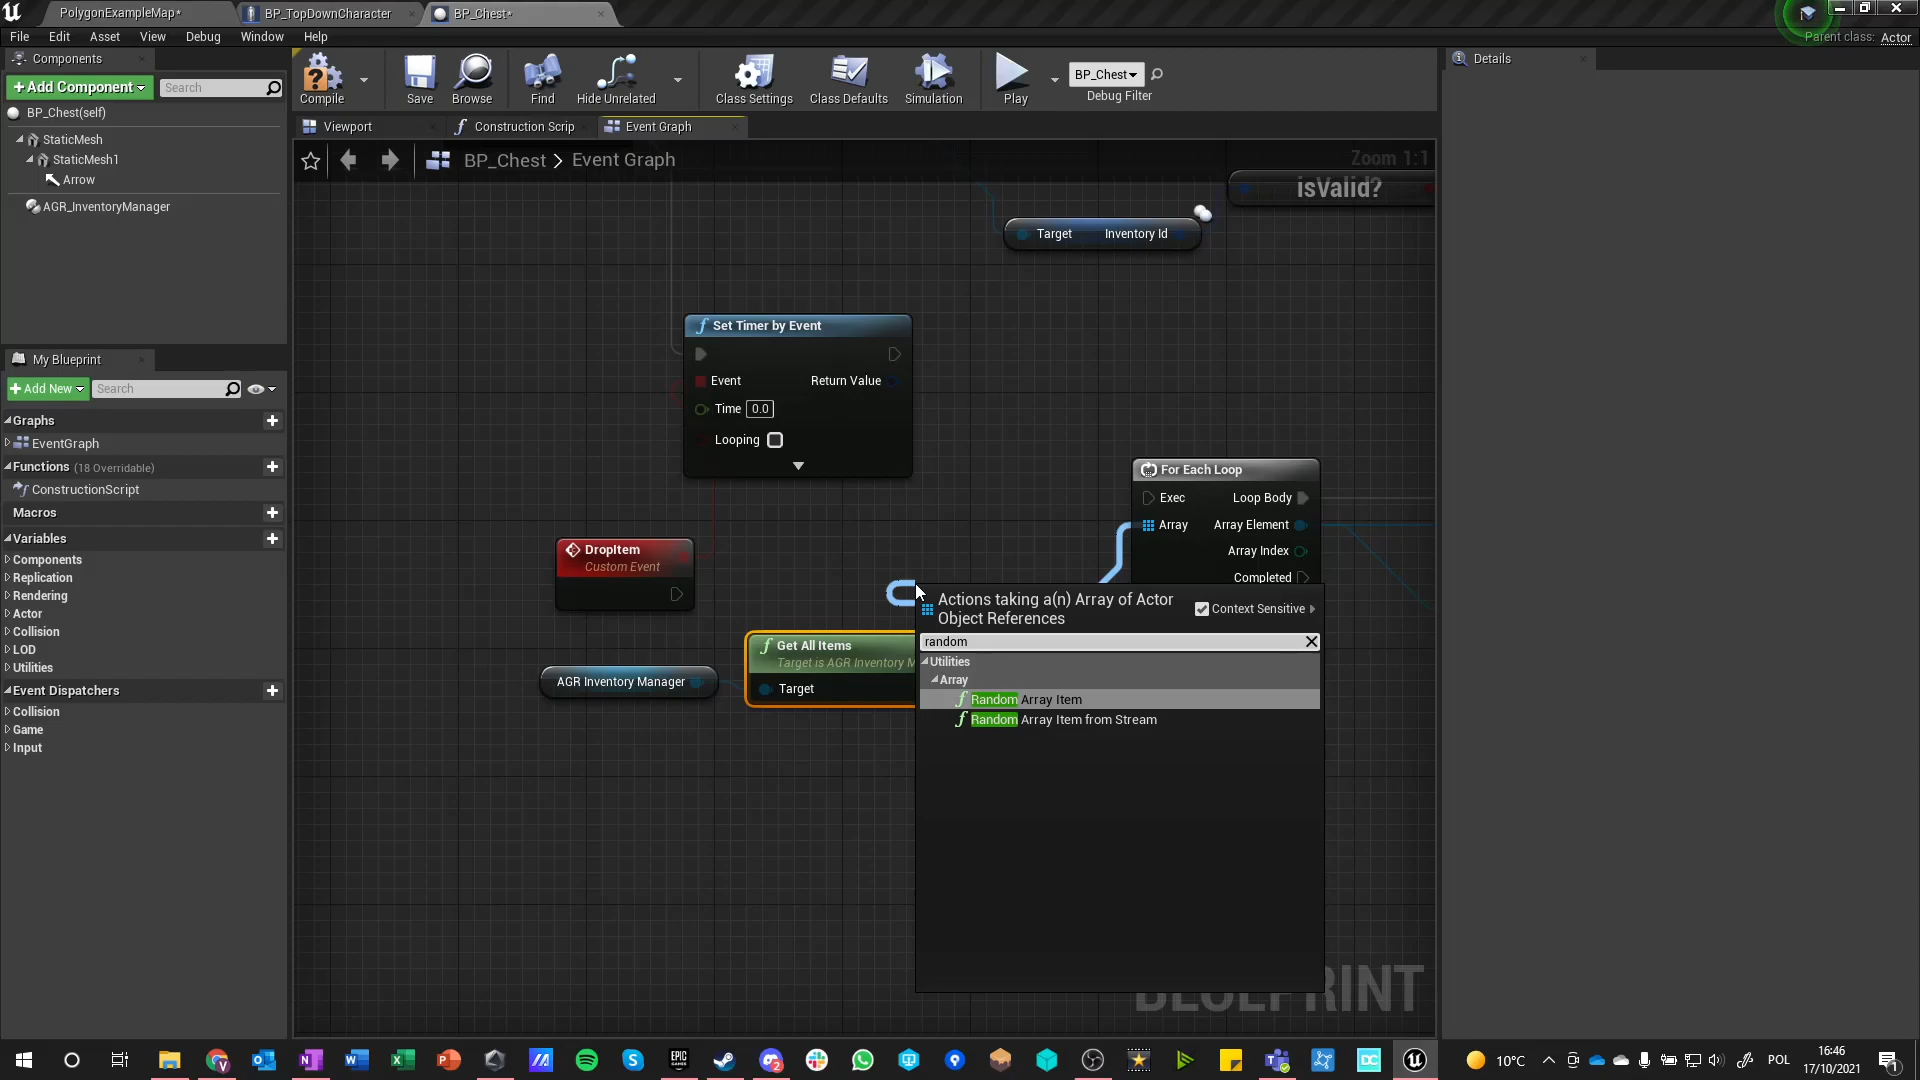 PolygonExampleMap*
BP_TopDownCharacter
BP_Chest*
File Edit Asset View Debug Window Help
Parent class: Actor
Components
+Add Component
Search
BP_Chest(self)
StaticMesh
StaticMesh1
Arrow
AGR_InventoryManager
Compile
Save
Browse
Find
Hide Unrelated
Class Settings
Class Defaults
Simulation
Play
BP_Chest
Debug Filter
Details
Viewport
Construction Scrip
Event Graph
BP_Chest > Event Graph
Zoom 1:1
isValid?
Target Inventory Id
Set Timer by Event
Event Return Value
Time 0.0
Looping
For Each Loop
Exec Loop Body
Array Array Element
Array Index
Completed
DropItem
Custom Event
Get All Items
Target is AGR Inventory M
Target
AGR Inventory Manager
Actions taking a(n) Array of Actor
Object References
Context Sensitive
random
Utilities
Array
Random Array Item
Random Array Item from Stream
BLUEPRINT
My Blueprint
+Add New
Search
Graphs
EventGraph
Functions (18 Overridable)
ConstructionScript
Macros
Variables
Components
Replication
Rendering
Actor
Collision
LOD
Utilities
Event Dispatchers
Collision
Game
Input
EPIC
GAMES
2
DC
10°C
POL
16:46
17/10/2021
1